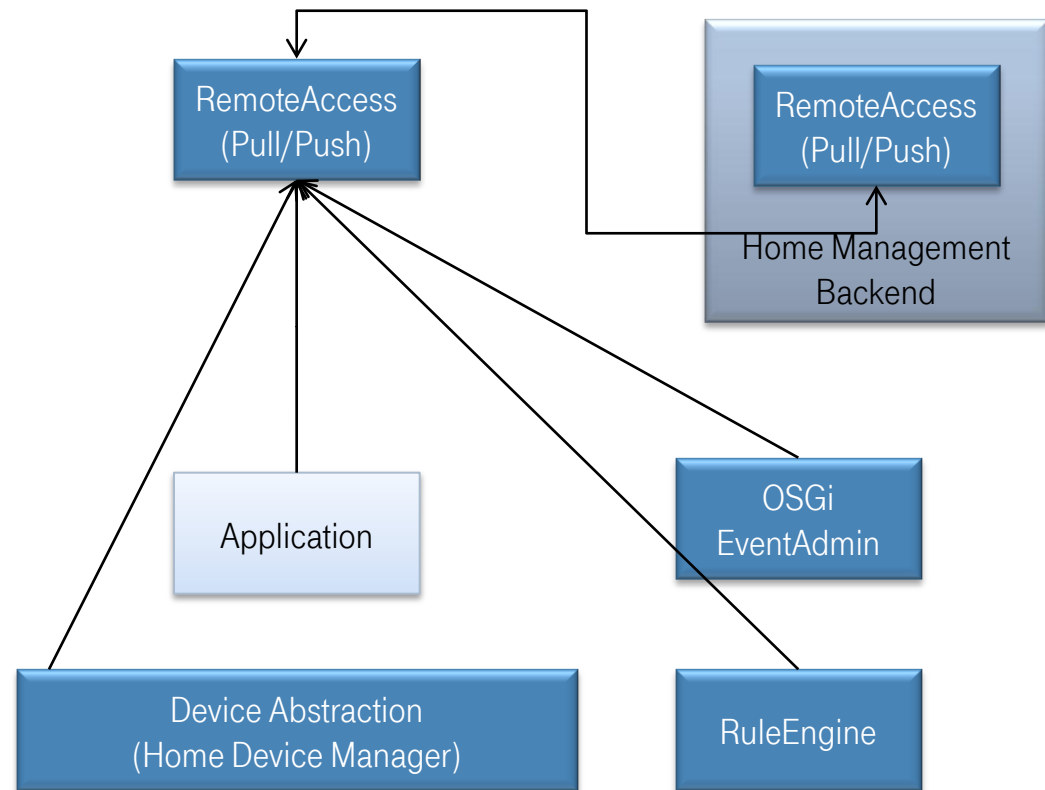 RemoteAccess
(Pull/Push)
RemoteAccess
(Pull/Push)
Home Management
Backend
Application
OSGi
EventAdmin
Device Abstraction
(Home Device Manager)
RuleEngine